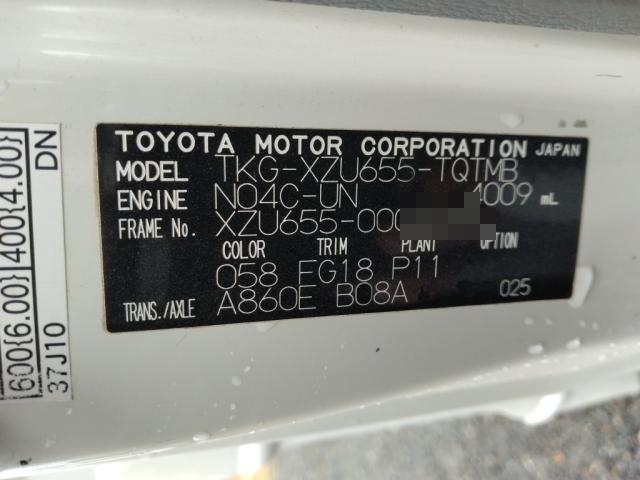 TOYOTA MOTOR CORPORATION JAPAN
MODEL TKG-XZU655-TQTMB
ENGINE N04C-UN 4009 mL
FRAME No. XZU655-000
COLOR TRIM PLANT OPTION
058 FG18 P11
TRANS./AXLE A860E B08A 025
600{6.00} 400{4.00}
37J10 DN